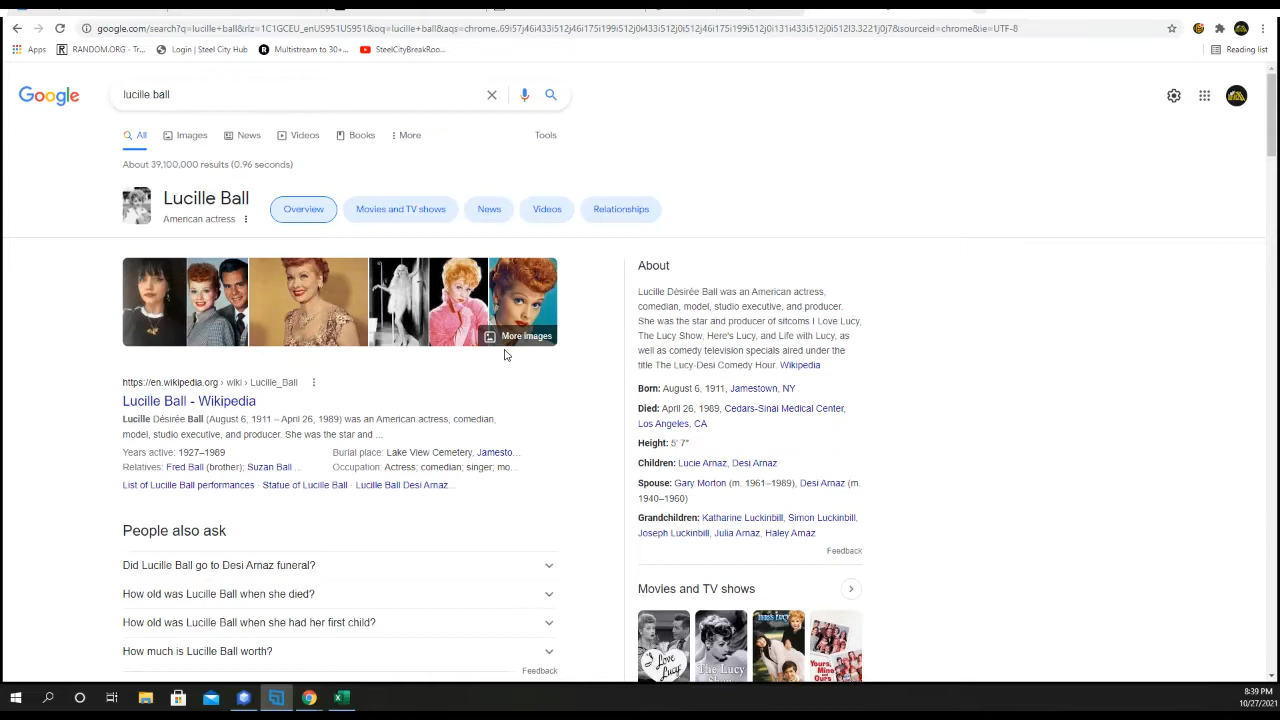 google.com/search?q=lucille+ball&rlz=1C1GCEU_enUS951US951&oq=lucille+ball&aqs=chrome..69i57j46i433i512j46i175i199i512j0i433i512j0i512j46i175i199i512j0i131i433i512j0i512l3.3221j0j7&sourceid=chrome&ie=UTF-8
Apps RANDOM.ORG - Tr... Login | Steel City Hub Multistream to 30+... SteelCityBreakRoo... Reading list
Google lucille ball
All Images News Videos Books More Tools
About 39,100,000 results (0.96 seconds)
Lucille Ball
American actress
Overview Movies and TV shows News Videos Relationships
More Images
https://en.wikipedia.org › wiki › Lucille_Ball
Lucille Ball - Wikipedia
Lucille Désirée Ball (August 6, 1911 – April 26, 1989) was an American actress, comedian,
model, studio executive, and producer. She was the star and ...
Years active: 1927–1989 Burial place: Lake View Cemetery, Jamesto...
Relatives: Fred Ball (brother); Suzan Ball ... Occupation: Actress; comedian; singer; mo...
List of Lucille Ball performances · Statue of Lucille Ball · Lucille Ball Desi Arnaz...
People also ask
Did Lucille Ball go to Desi Arnaz funeral?
How old was Lucille Ball when she died?
How old was Lucille Ball when she had her first child?
How much is Lucille Ball worth?
Feedback
About
Lucille Désirée Ball was an American actress,
comedian, model, studio executive, and producer.
She was the star and producer of sitcoms I Love Lucy,
The Lucy Show, Here's Lucy, and Life with Lucy, as
well as comedy television specials aired under the
title The Lucy-Desi Comedy Hour. Wikipedia
Born: August 6, 1911, Jamestown, NY
Died: April 26, 1989, Cedars-Sinai Medical Center,
Los Angeles, CA
Height: 5′ 7″
Children: Lucie Arnaz, Desi Arnaz
Spouse: Gary Morton (m. 1961–1989), Desi Arnaz (m.
1940–1960)
Grandchildren: Katharine Luckinbill, Simon Luckinbill,
Joseph Luckinbill, Julia Arnaz, Haley Arnaz
Feedback
Movies and TV shows
I Love Lucy
The Lucy
Here's Lucy
Yours, Mine and Ours
8:39 PM
10/27/2021